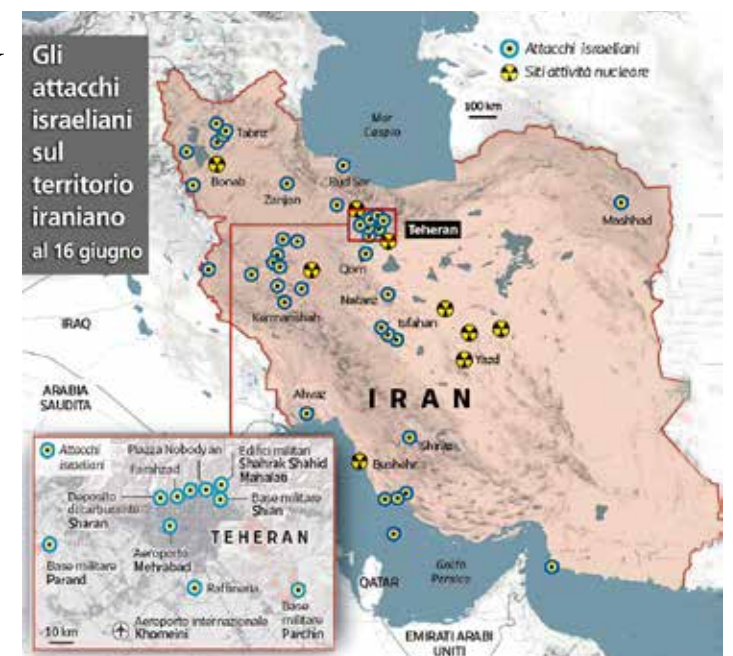 Gli
attacchi
israeliani
sul
territorio
iraniano
al 16 giugno
Attacchi israeliani
Siti attività nucleare
100 km
Mar
Caspio
Tabriz
Bonab
Zanjan
Rud Sar
Teheran
Mashhad
Qom
Natanz
Kermanshah
Isfahan
Yazd
IRAQ
ARABIA
SAUDITA
IRAN
Ahvaz
Shiraz
Bushehr
QATAR
Golfo
Persico
EMIRATI ARABI
UNITI
Attacchi
israeliani
Piazza Nobodyan
Farahzad
Edifici militari
Shahrak Shahid
Mahalati
Deposito
di carburante
Sharan
Base militare
Shian
TEHERAN
Aeroporto
Mehrabad
Base militare
Parand
Raffineria
Base
militare
Parchin
Aeroporto internazionale
Khomeini
10 km